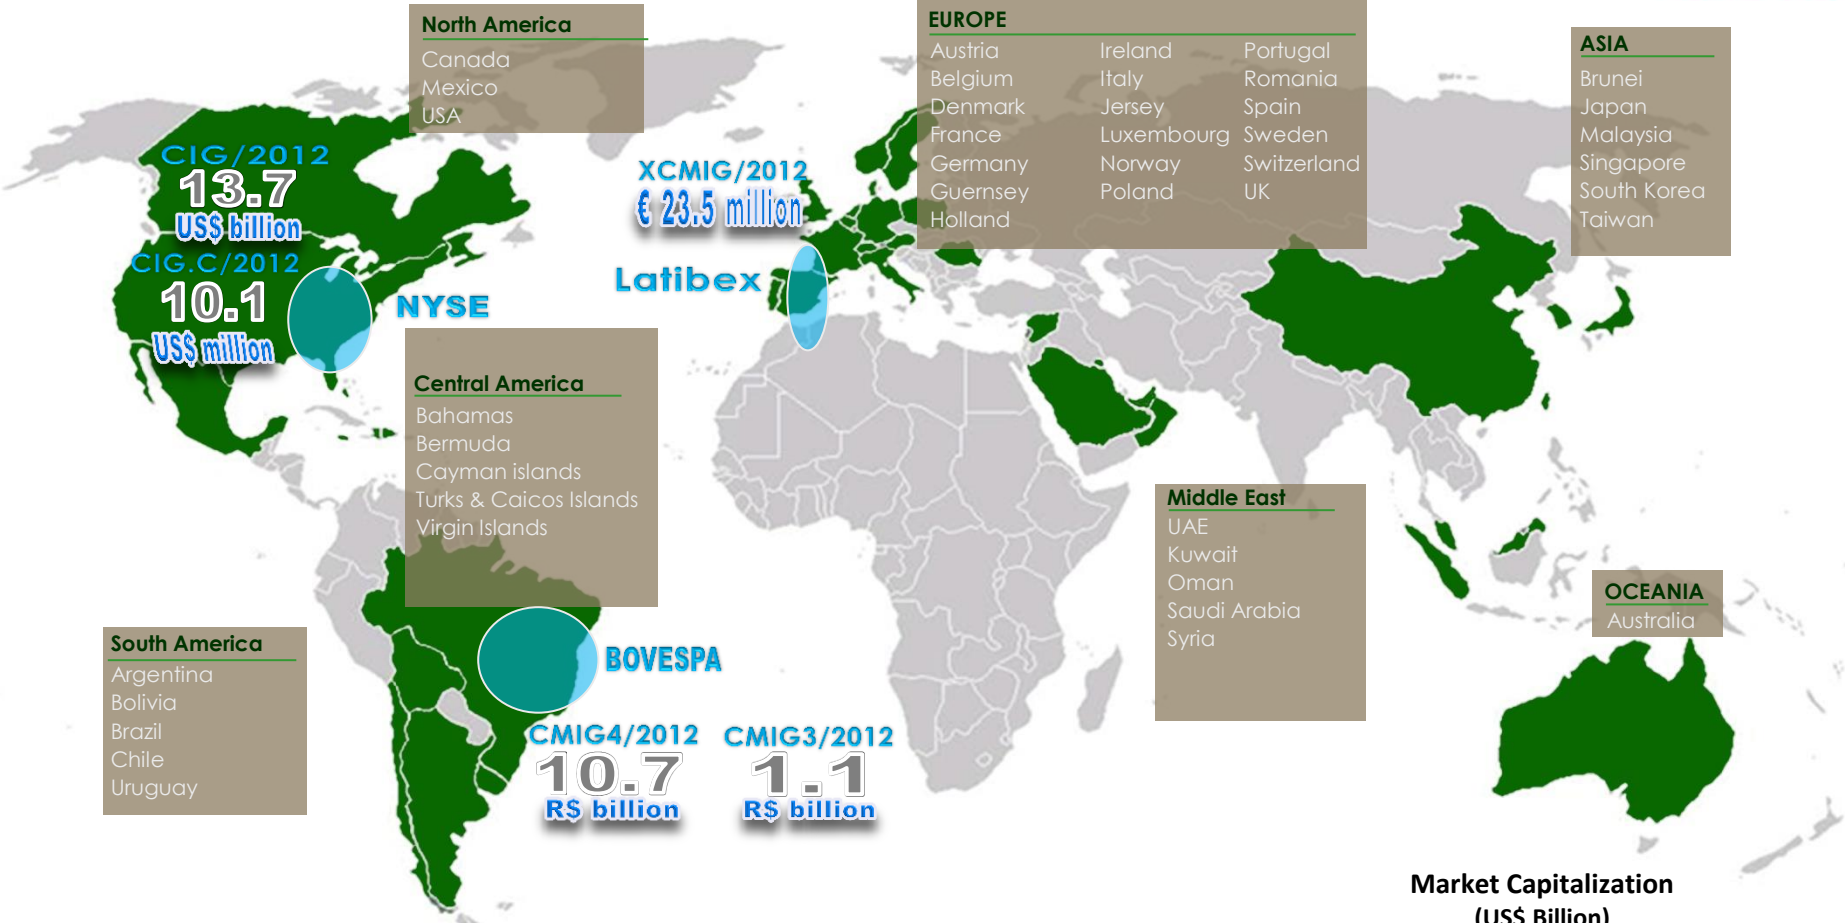 North America
Canada
Mexico
USA
EUROPE
Austria
Belgium
Denmark
France
Germany
Guernsey
Holland
Ireland
Italy
Jersey
Luxembourg
Norway
Poland
Portugal
Romania
Spain
Sweden
Switzerland
UK
ASIA
Brunei
Japan
Malaysia
Singapore
South Korea
Taiwan
CIG/2012
13.7
US$ billion
CIG.C/2012
10.1
US$ million
NYSE
XCMIG/2012
€ 23.5 million
Latibex
Central America
Bahamas
Bermuda
Cayman islands
Turks & Caicos Islands
Virgin Islands
Middle East
UAE
Kuwait
Oman
Saudi Arabia
Syria
OCEANIA
Australia
South America
Argentina
Bolivia
Brazil
Chile
Uruguay
BOVESPA
CMIG4/2012
10.7
R$ billion
CMIG3/2012
1.1
R$ billion
Market Capitalization
(US$ Billion)